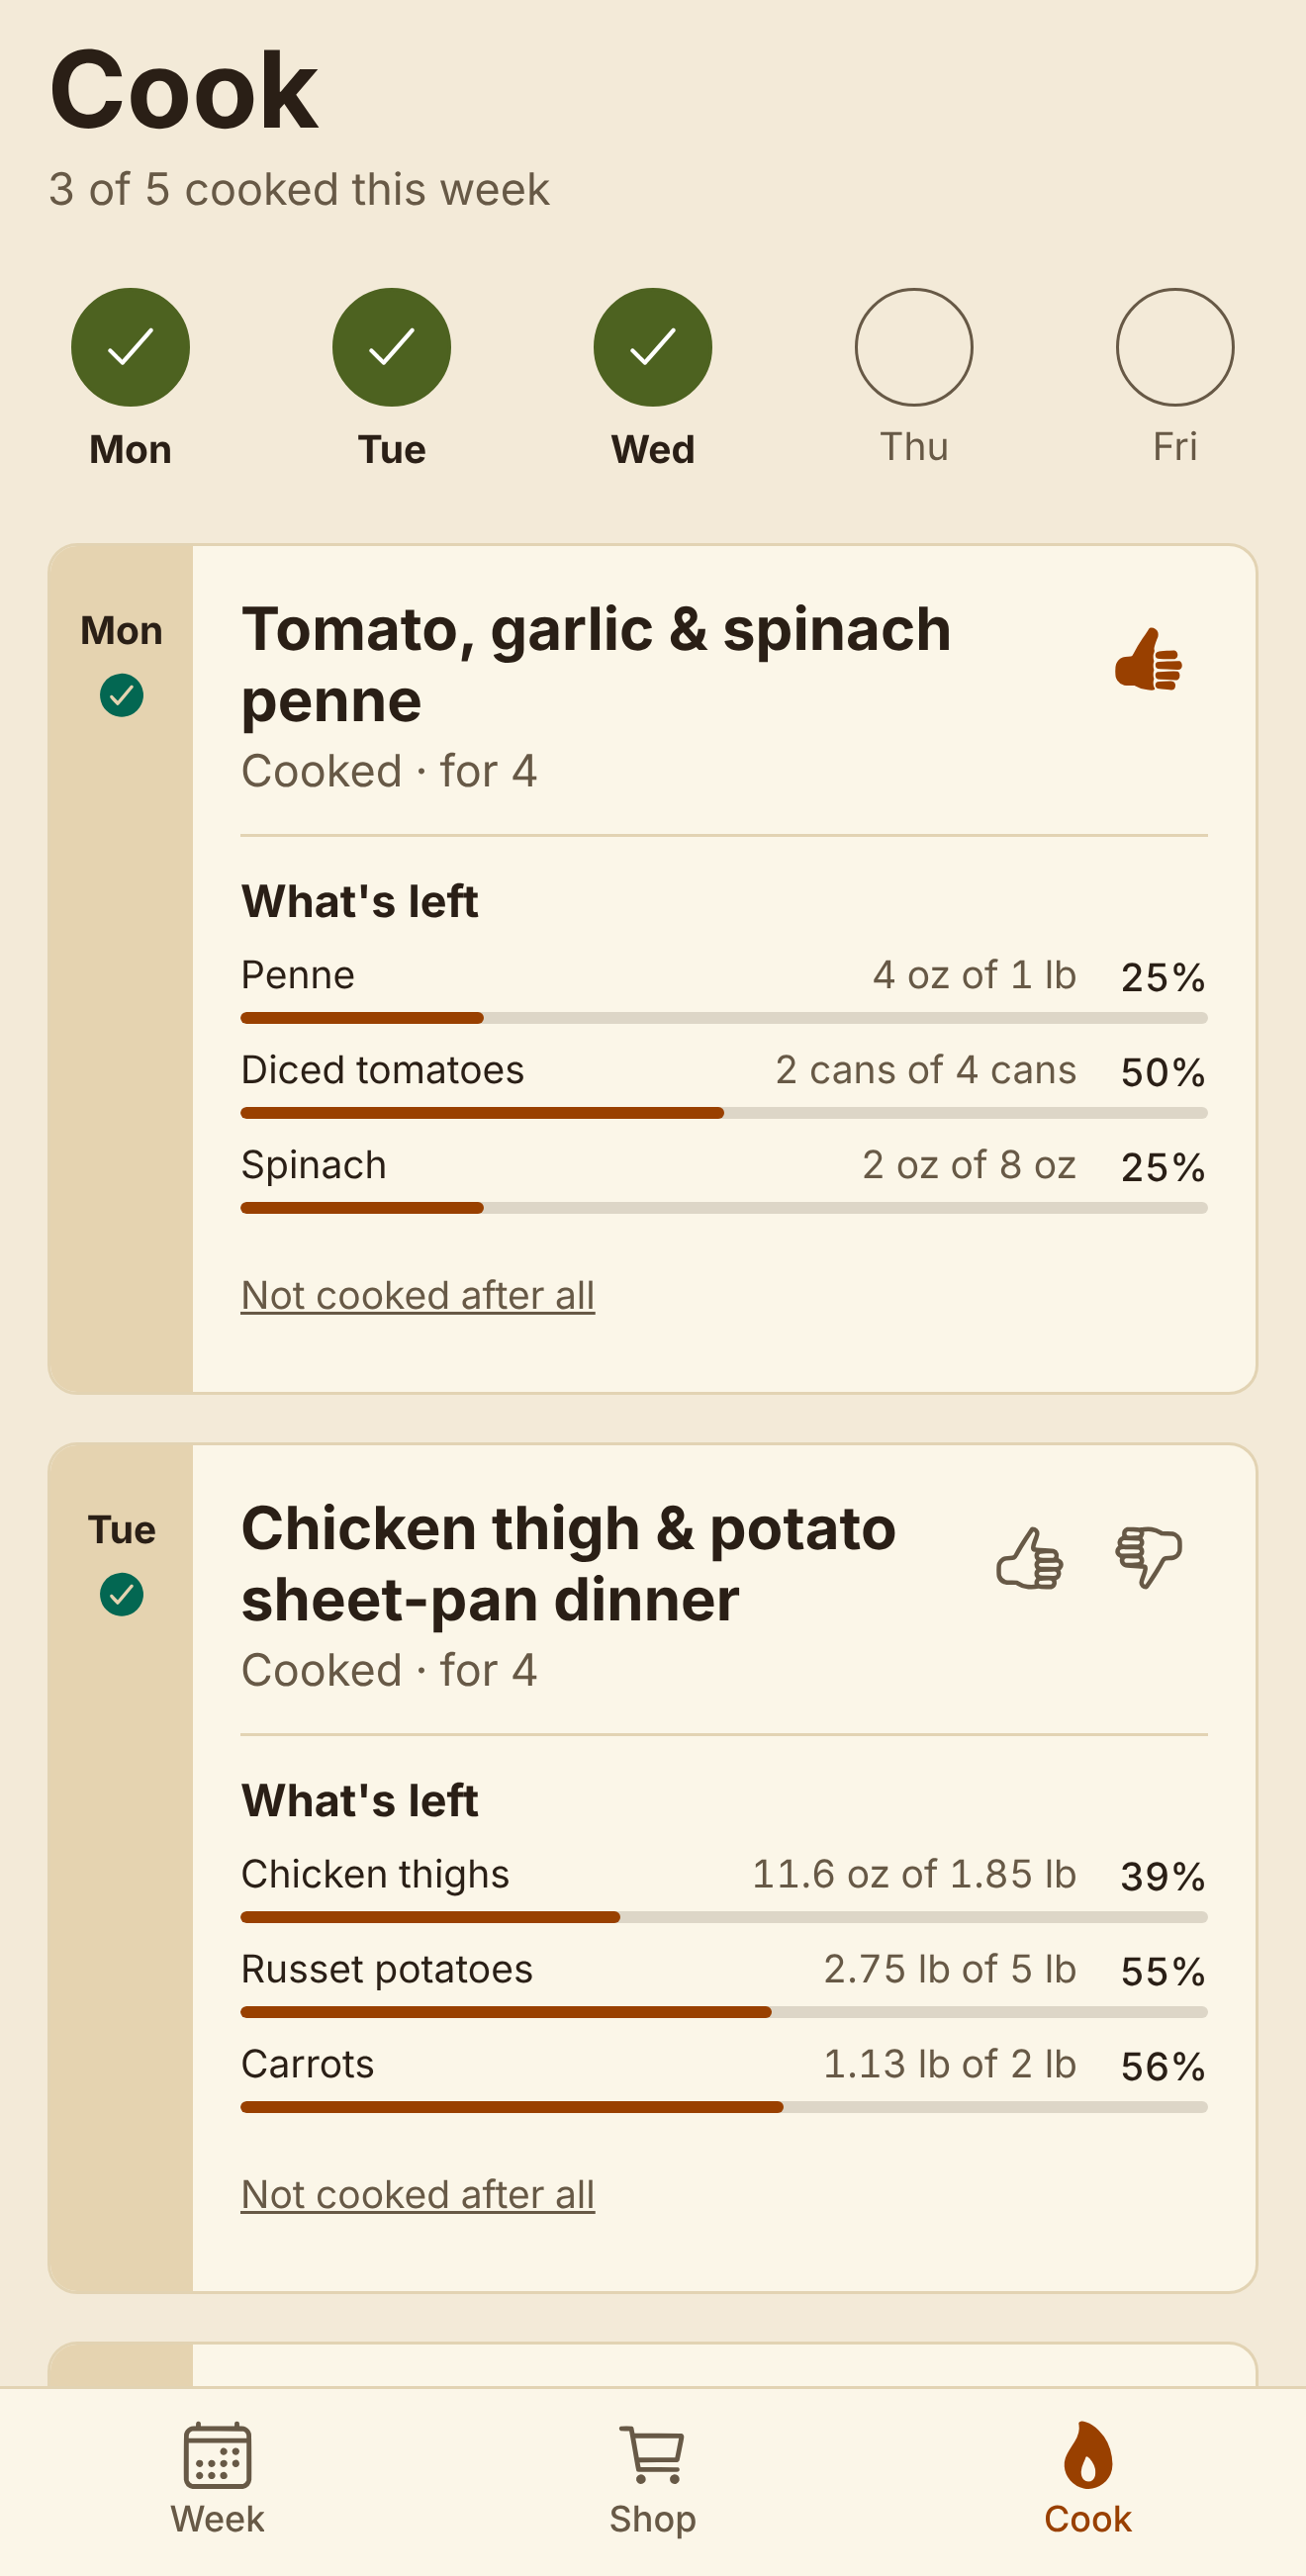 Cook
3 of 5 cooked this week
Mon Tue Wed Thu Fri
Mon
Tomato, garlic & spinach
penne
Cooked · for 4
What's left
Penne 4 oz of 1 lb 25%
Diced tomatoes 2 cans of 4 cans 50%
Spinach 2 oz of 8 oz 25%
Not cooked after all
Tue
Chicken thigh & potato
sheet-pan dinner
Cooked · for 4
What's left
Chicken thighs 11.6 oz of 1.85 lb 39%
Russet potatoes 2.75 lb of 5 lb 55%
Carrots 1.13 lb of 2 lb 56%
Not cooked after all
Week Shop Cook